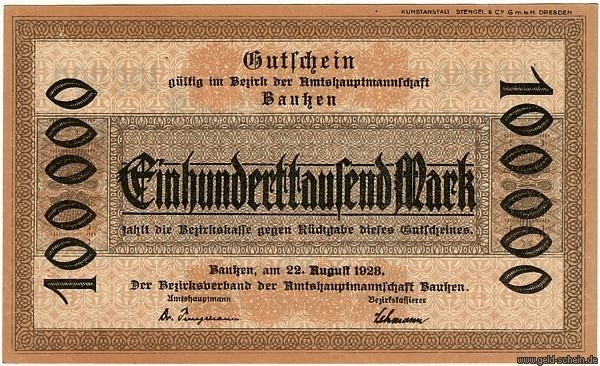 KUNSTANSTALT STENGEL & Co G.m.b.H. DRESDEN
Gutschein
gültig im Bezirk der Amtshauptmannschaft
Bautzen
100000
Einhunderttausend Mark
100000
zahlt die Bezirkskasse gegen Rückgabe dieses Gutscheines.
Bautzen, am 22. August 1923.
Der Bezirksverband der Amtshauptmannschaft Bautzen.
Amtshauptmann Bezirkskassierer
Dr. Lehmann
www.geld-schein.de